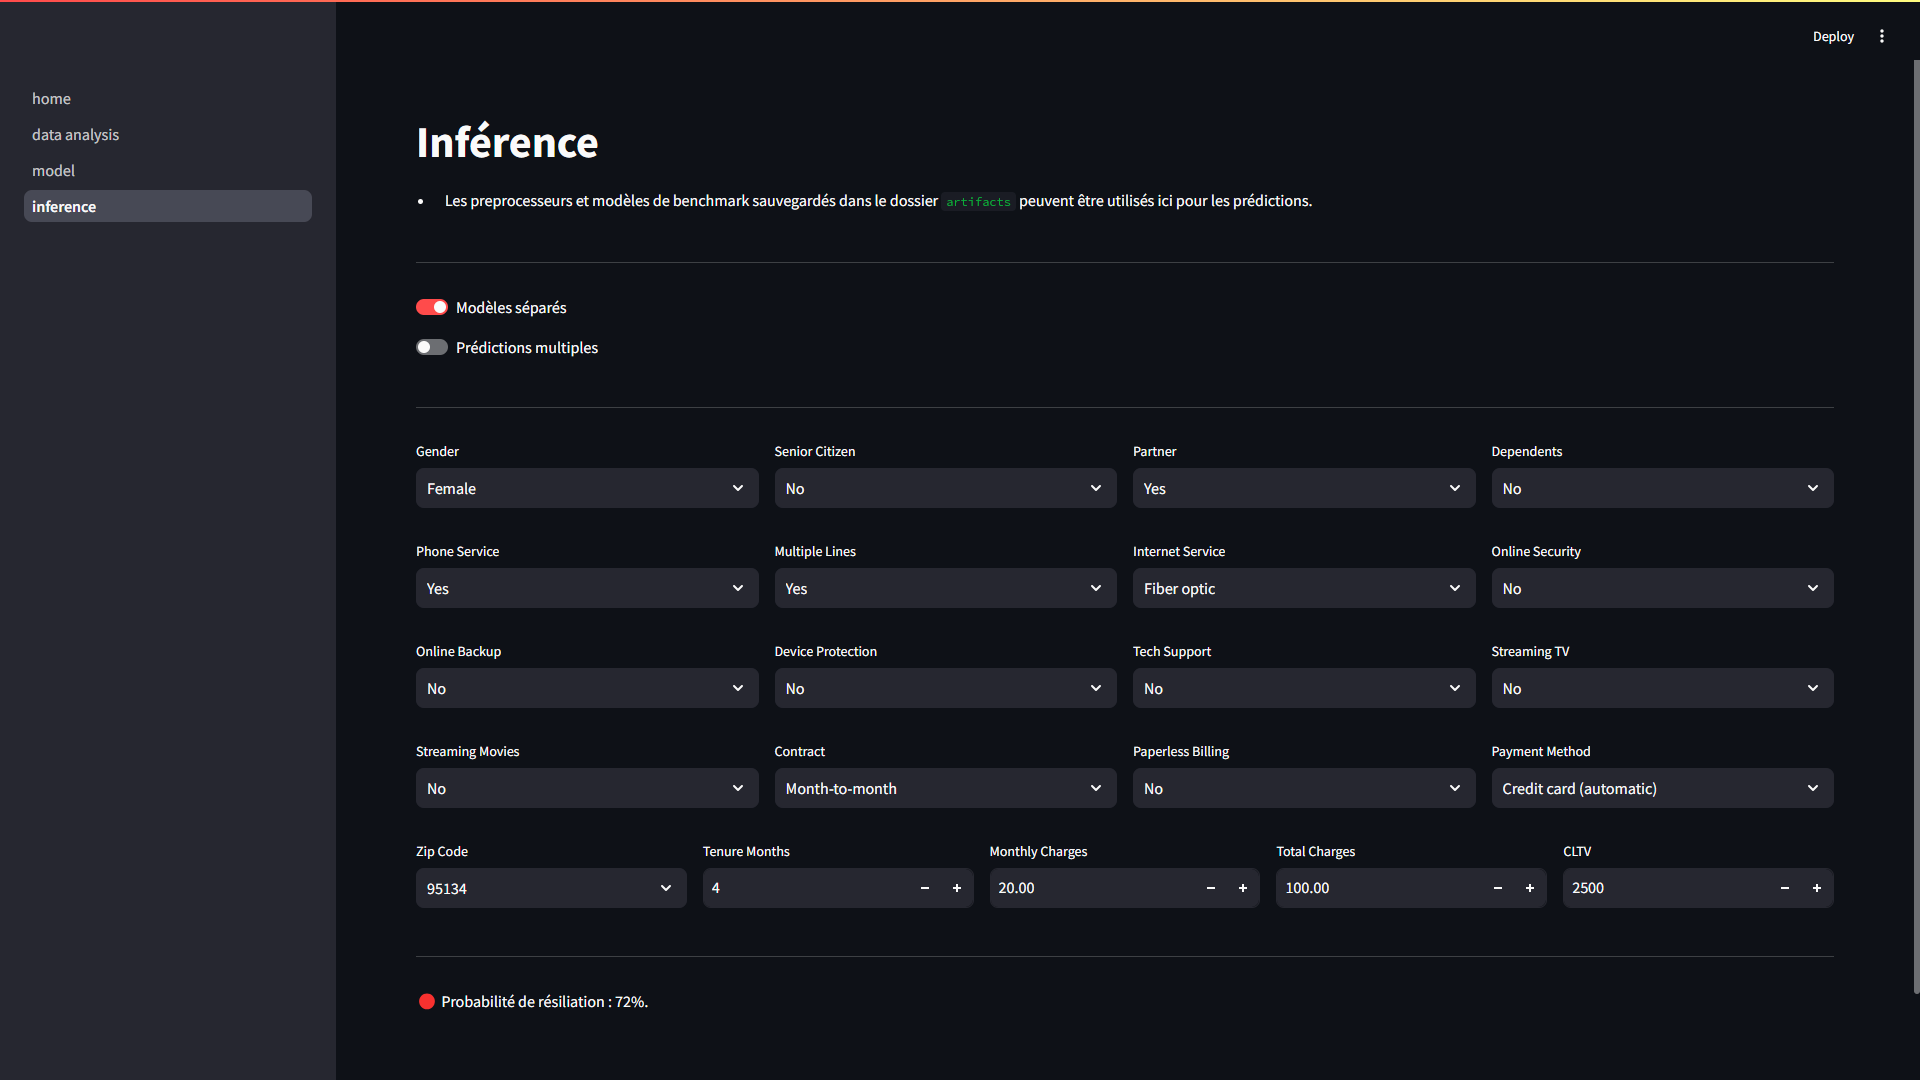 Deploy
home
data analysis
model
inference
Inférence
• Les preprocesseurs et modèles de benchmark sauvegardés dans le dossier artifacts peuvent être utilisés ici pour les prédictions.
Modèles séparés
Prédictions multiples
Gender Senior Citizen Partner Dependents
Female No Yes No
Phone Service Multiple Lines Internet Service Online Security
Yes Yes Fiber optic No
Online Backup Device Protection Tech Support Streaming TV
No No No No
Streaming Movies Contract Paperless Billing Payment Method
No Month-to-month No Credit card (automatic)
Zip Code Tenure Months Monthly Charges Total Charges CLTV
95134 4 − + 20.00 − + 100.00 − + 2500 − +
Probabilité de résiliation : 72%.